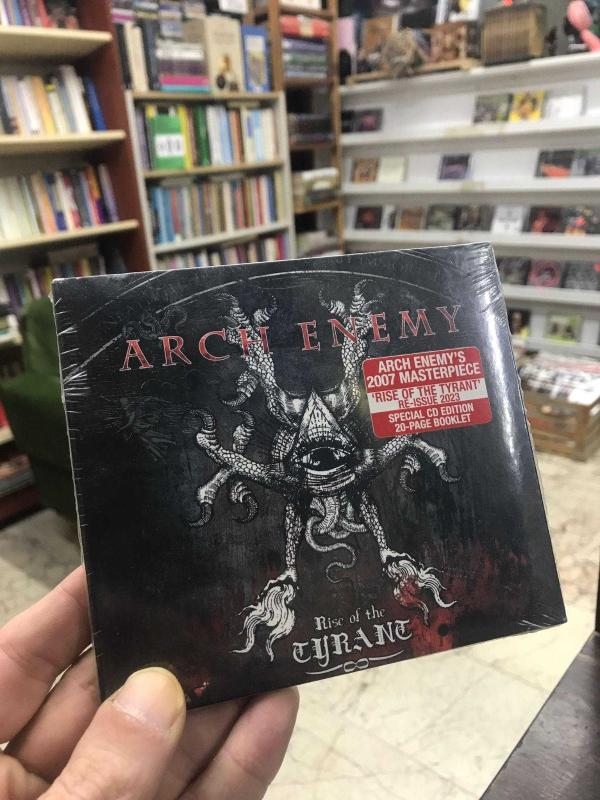 ARCH ENEMY
ARCH ENEMY'S
2007 MASTERPIECE
'RISE OF THE TYRANT'
RE-ISSUE 2023
SPECIAL CD EDITION
20-PAGE BOOKLET
Rise of the
TYRANT